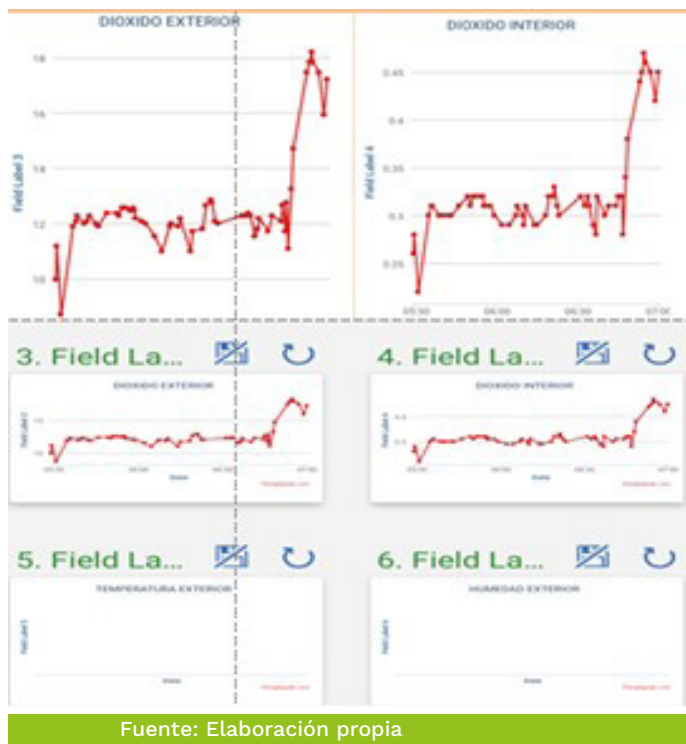 DIOXIDO EXTERIOR
DIOXIDO INTERIOR
18
16
14
12
10
Field Label 3
0.45
0.4
0.35
0.3
0.25
Field Label 4
05:30
06:00
06:30
07:00
3. Field La...
4. Field La...
DIOXIDO EXTERIOR
DIOXIDO INTERIOR
5. Field La...
6. Field La...
TEMPERATURA EXTERIOR
HUMEDAD EXTERIOR
Fuente: Elaboración propia